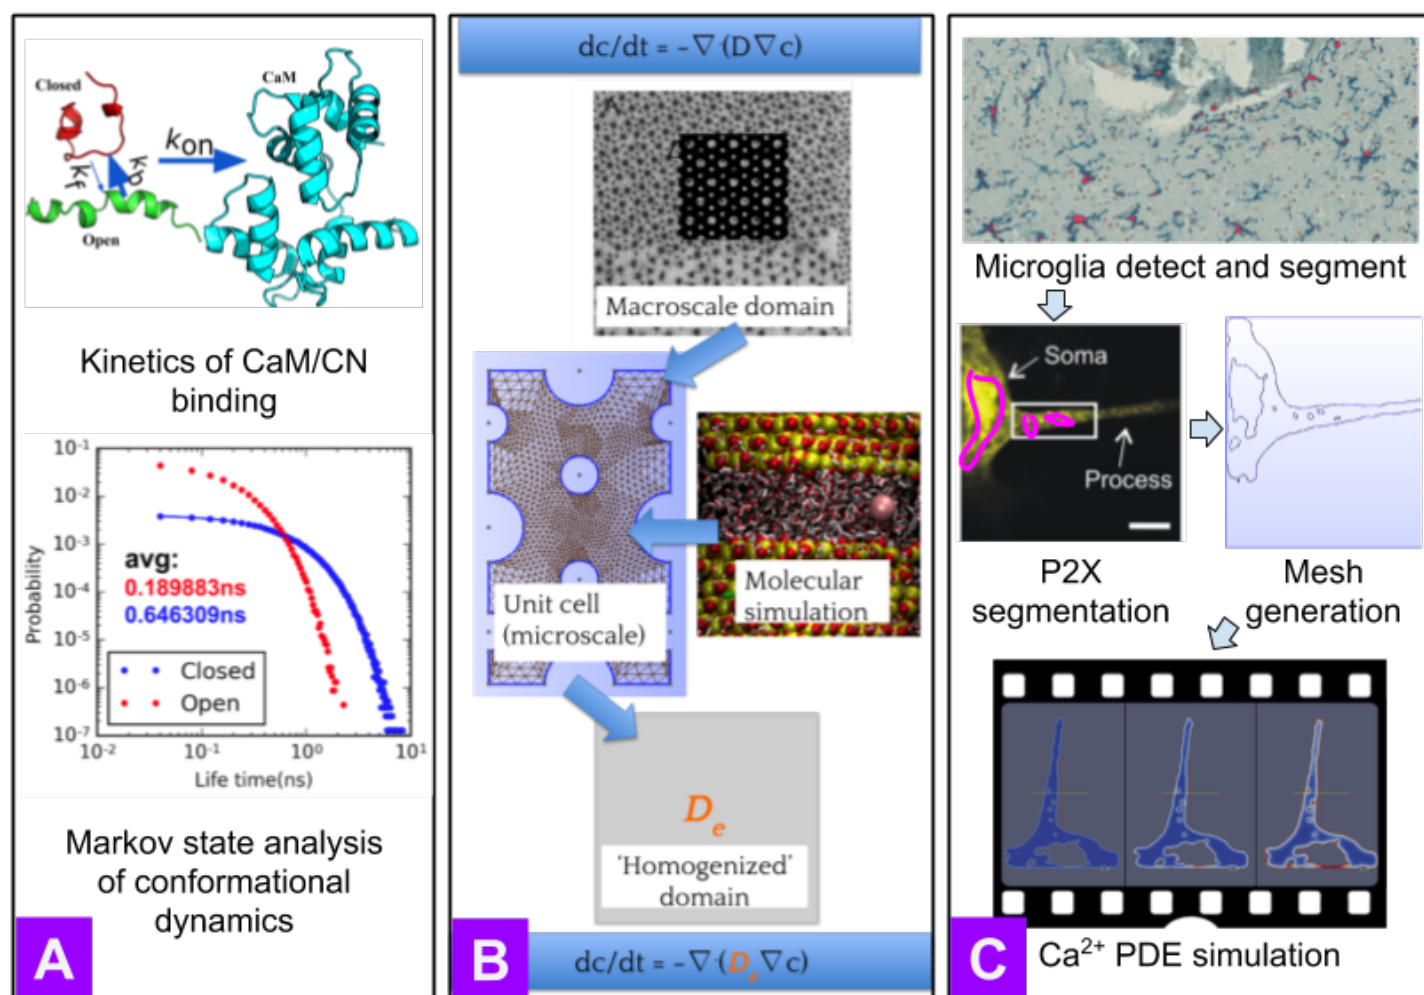 Closed
CaM
kon
kf
kb
Open
Kinetics of CaM/CN
binding
10⁻¹
10⁻²
10⁻³
10⁻⁴
10⁻⁵
10⁻⁶
10⁻⁷
Probability
avg:
0.189883ns
0.646309ns
Closed
Open
10⁻²
10⁻¹
10⁰
10¹
Life time(ns)
Markov state analysis
of conformational
dynamics
A
dc/dt = -∇·(D∇c)
Macroscale domain
Unit cell
(microscale)
Molecular
simulation
Dₑ
'Homogenized'
domain
B
dc/dt = -∇·(Dₑ∇c)
Microglia detect and segment
Soma
Process
P2X
segmentation
Mesh
generation
C
Ca²⁺ PDE simulation